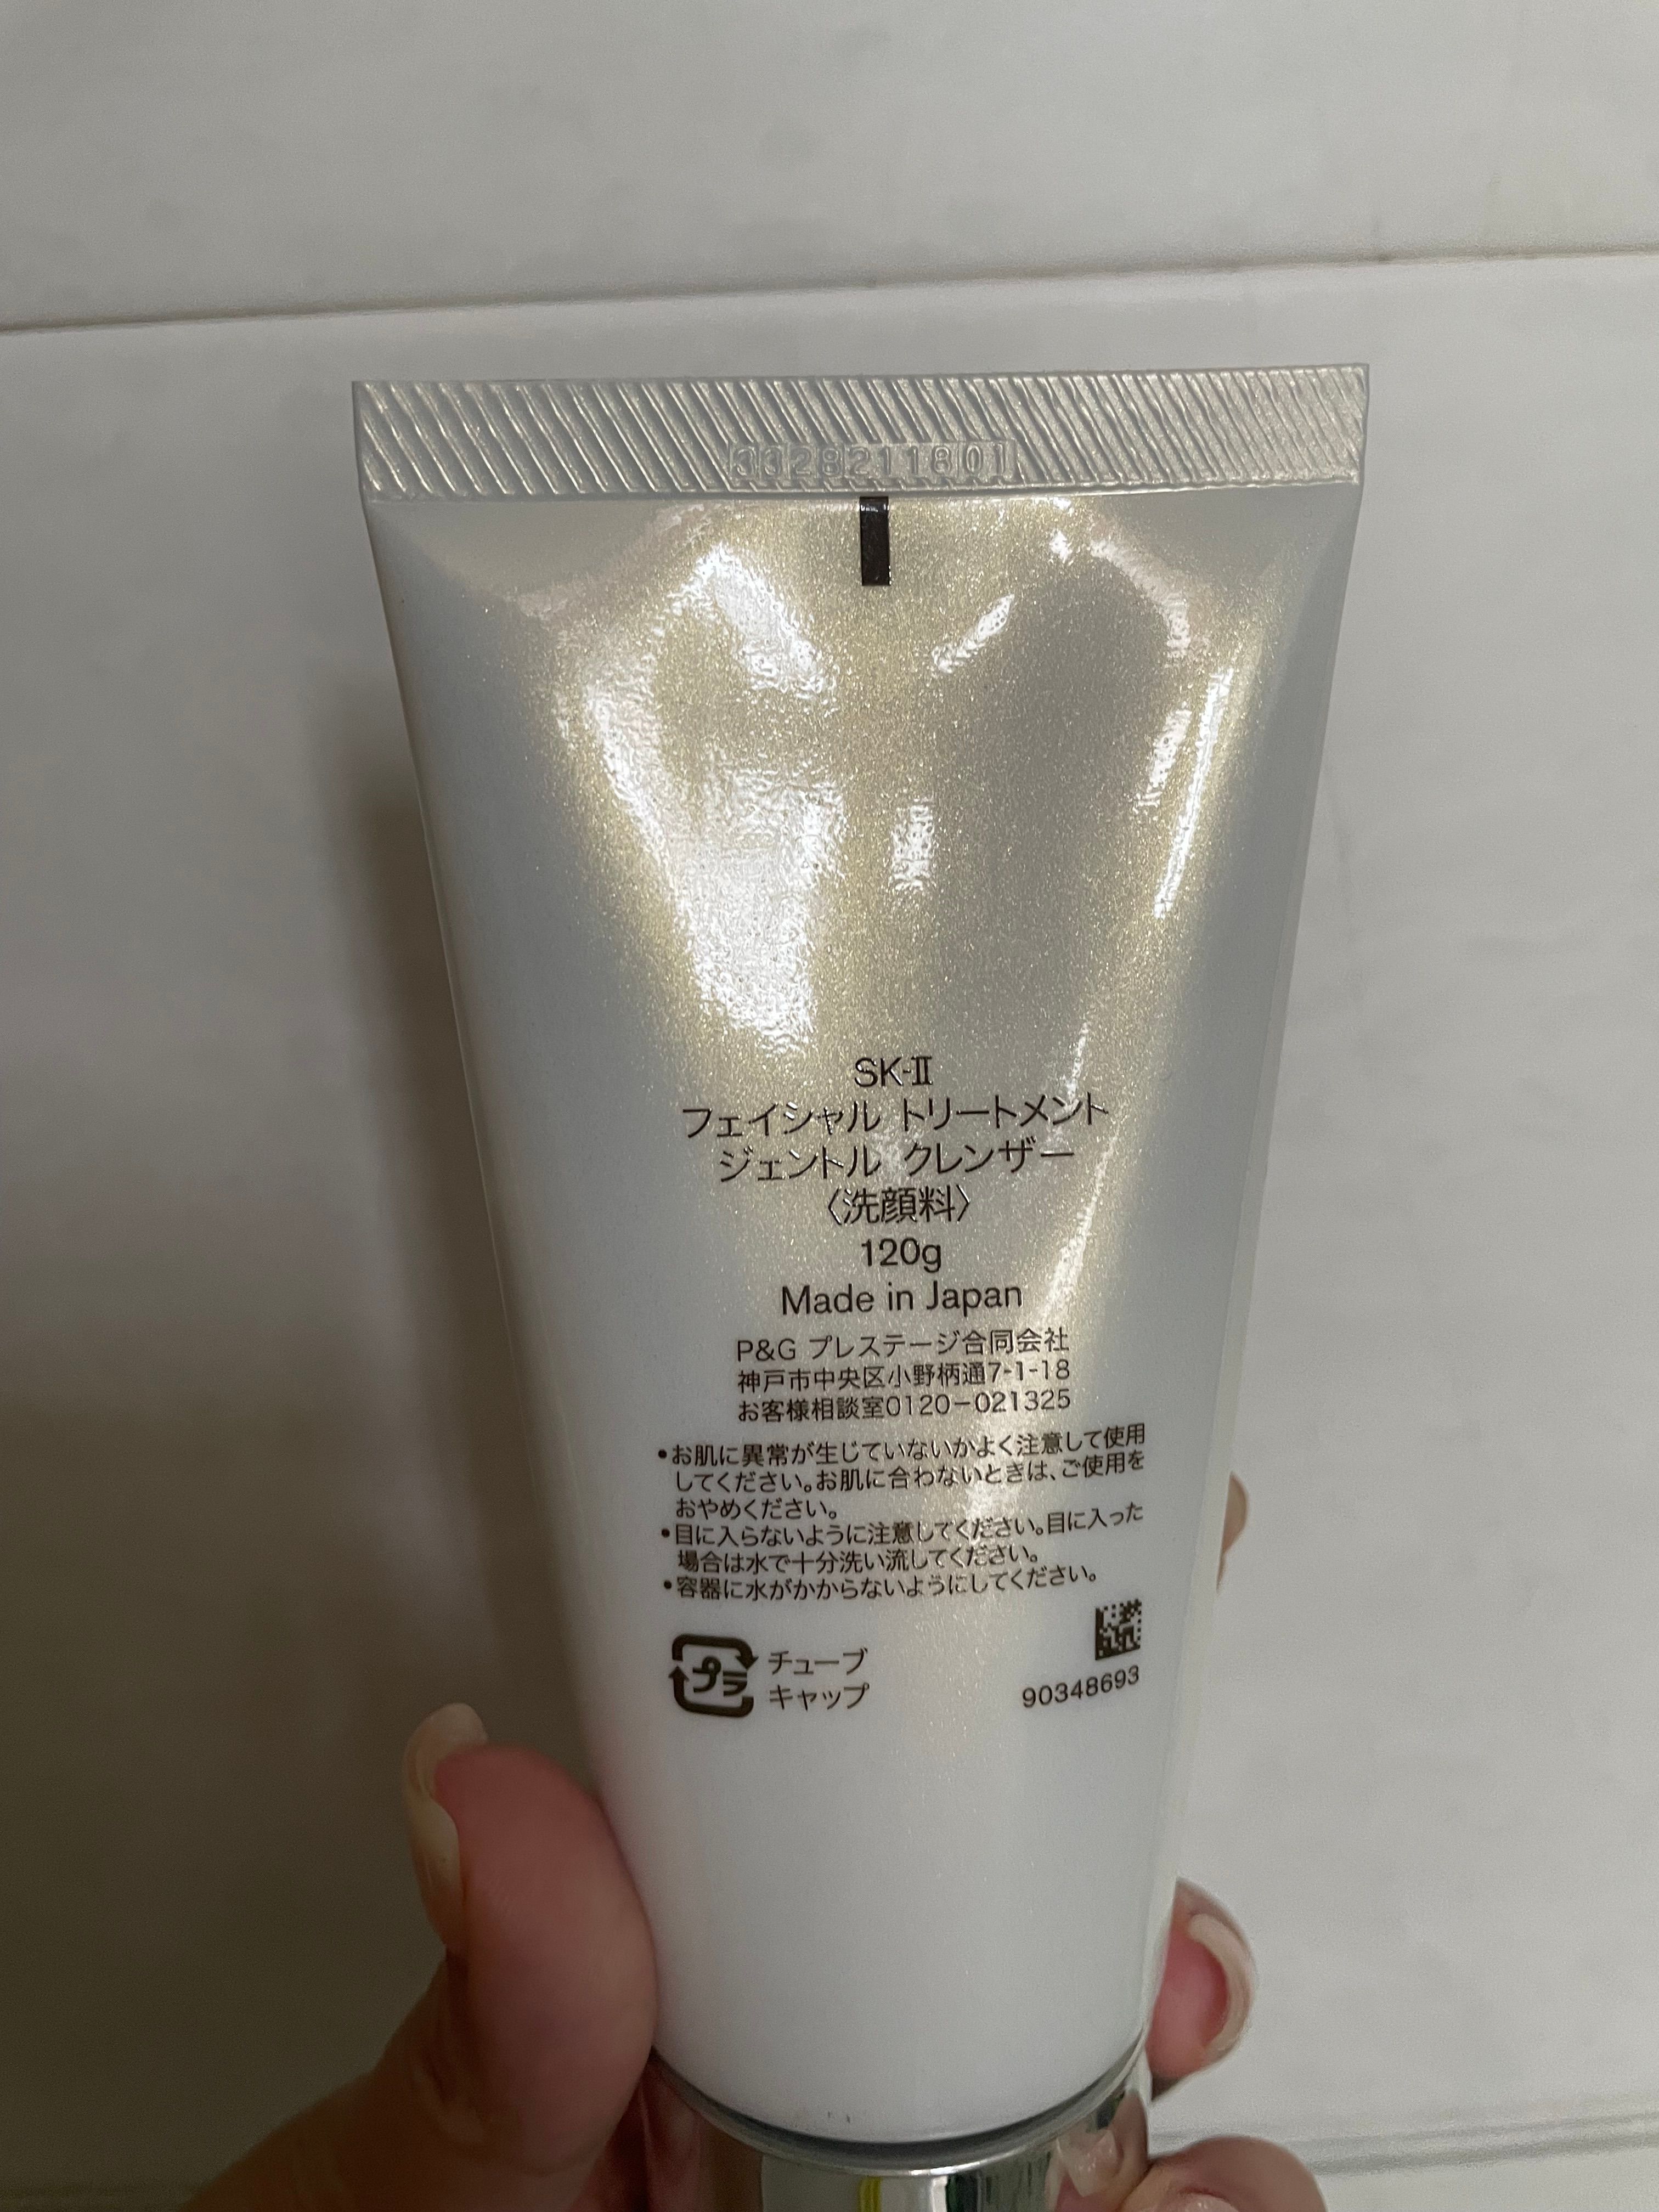 3328211801
SK-Ⅱ
フェイシャル トリートメント
ジェントル クレンザー
〈洗顔料〉
120g
Made in Japan
P&G プレステージ合同会社
神戸市中央区小野柄通7-1-18
お客様相談室0120-021325
•お肌に異常が生じていないかよく注意して使用
してください。お肌に合わないときは、ご使用を
おやめください。
•目に入らないように注意してください。目に入った
場合は水で十分洗い流してください。
•容器に水がかからないようにしてください。
プラ
チューブ
キャップ
90348693